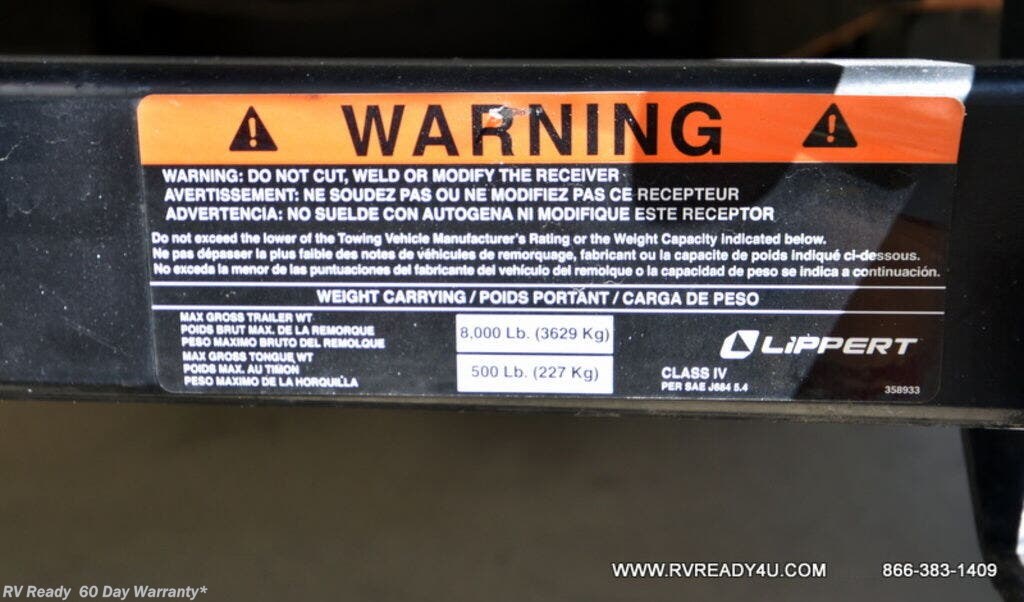 WARNING
WARNING: DO NOT CUT, WELD OR MODIFY THE RECEIVER
AVERTISSEMENT: NE SOUDEZ PAS OU NE MODIFIEZ PAS CE RECEPTEUR
ADVERTENCIA: NO SUELDE CON AUTOGENA NI MODIFIQUE ESTE RECEPTOR
Do not exceed the lower of the Towing Vehicle Manufacturer's Rating or the Weight Capacity indicated below.
Ne pas dépasser la plus faible des notes de véhicules de remorquage, fabricant ou la capacite de poids indiqué ci-dessous.
No exceda la menor de las puntuaciones del fabricante del vehículo del remolque o la capacidad de peso se indica a continuación.
WEIGHT CARRYING / POIDS PORTANT / CARGA DE PESO
MAX GROSS TRAILER WT
POIDS BRUT MAX. DE LA REMORQUE
PESO MAXIMO BRUTO DEL REMOLQUE
8,000 Lb. (3629 Kg)
MAX GROSS TONGUE WT
POIDS MAX. AU TIMON
PESO MAXIMO DE LA HORQUILLA
500 Lb. (227 Kg)
LIPPERT
CLASS IV
PER SAE J684 5.4
358933
WWW.RVREADY4U.COM 866-383-1409
RV Ready 60 Day Warranty*